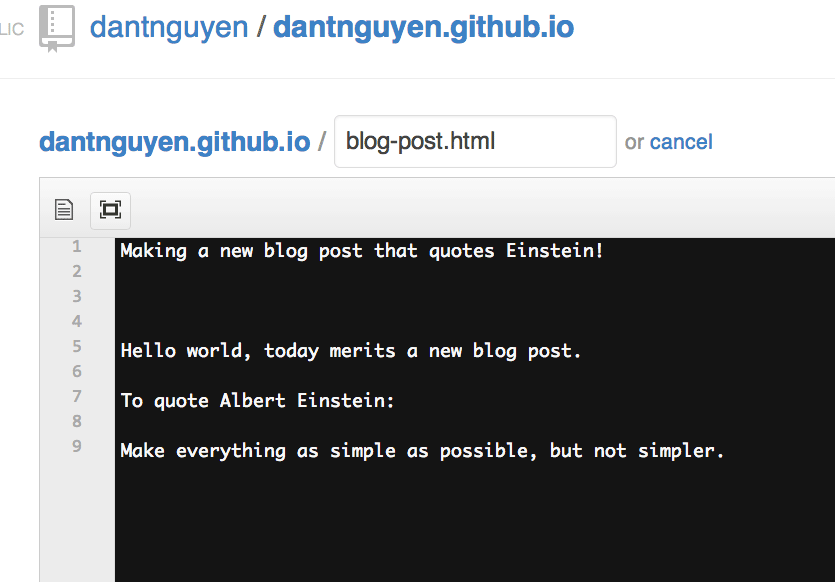 LIC dantnguyen / dantnguyen.github.io
dantnguyen.github.io / blog-post.html or cancel
1 Making a new blog post that quotes Einstein!
2
3
4
5 Hello world, today merits a new blog post.
6
7 To quote Albert Einstein:
8
9 Make everything as simple as possible, but not simpler.